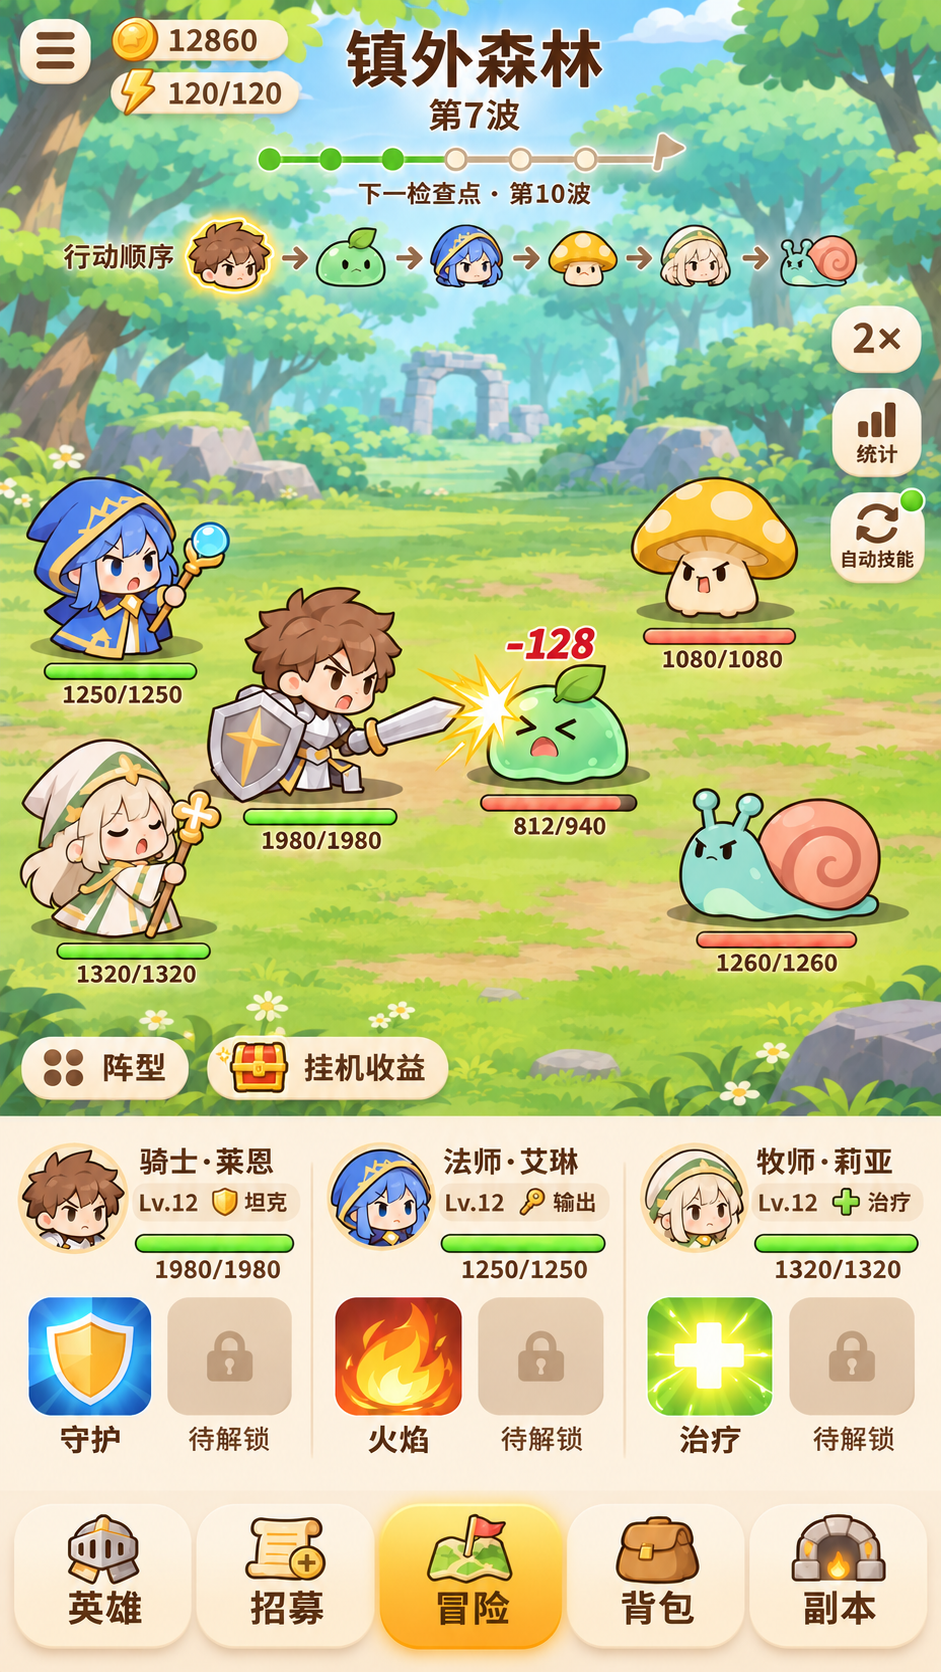 12860
120/120
镇外森林
第7波
下一检查点·第10波
行动顺序
2×
统计
自动技能
-128
1080/1080
1250/1250
812/940
1980/1980
1260/1260
1320/1320
阵型
挂机收益
骑士·莱恩
Lv.12 坦克
1980/1980
守护
待解锁
法师·艾琳
Lv.12 输出
1250/1250
火焰
待解锁
牧师·莉亚
Lv.12 治疗
1320/1320
治疗
待解锁
英雄
招募
冒险
背包
副本